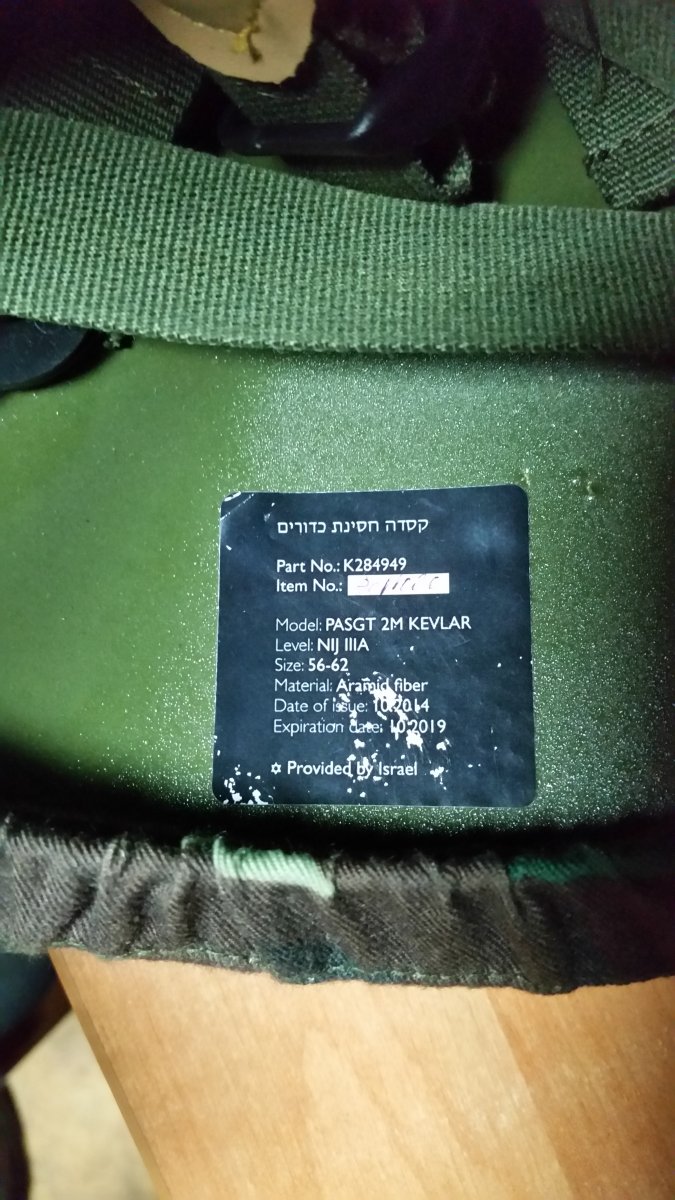 קסדה חסינת כדורים
Part No.: K284949
Item No.:
Model: PASGT 2M KEVLAR
Level: NIJ IIIA
Size: 56-62
Material: Aramid fiber
Date of Issue: 10.2014
Expiration date: 10.2019
✡ Provided by Israel